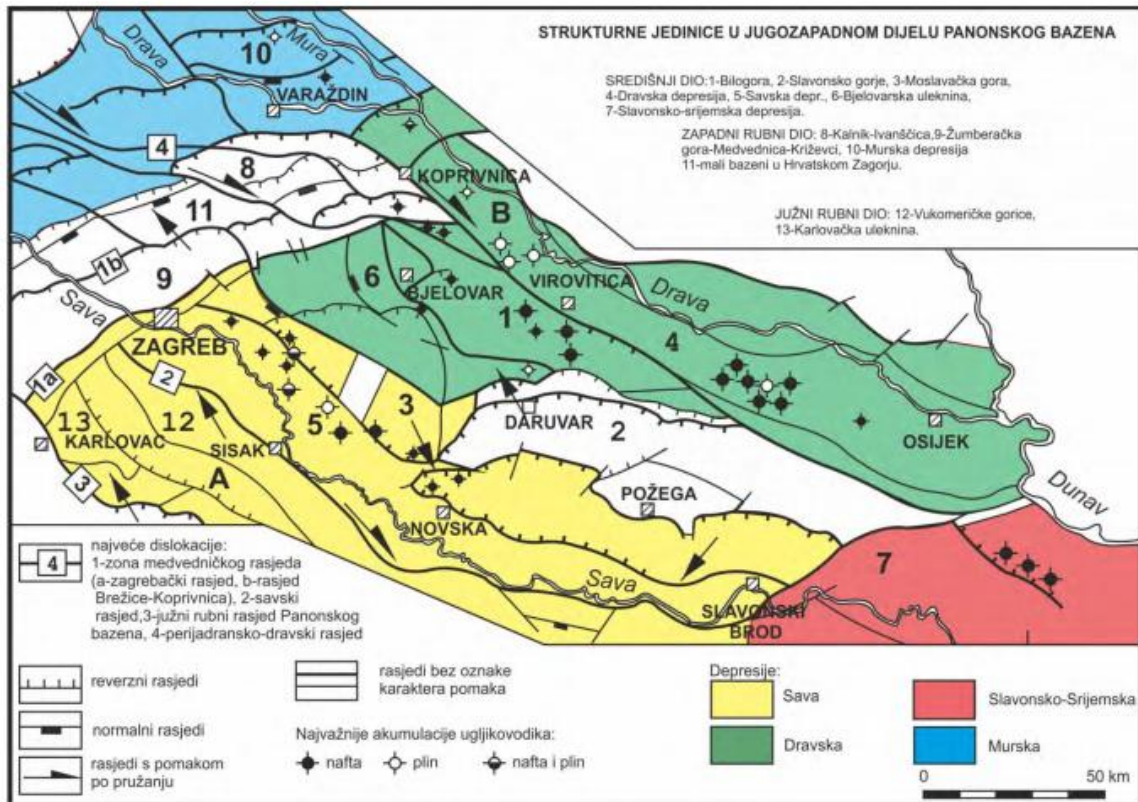 STRUKTURNE JEDINICE U JUGOZAPADNOM DIJELU PANONSKOG BAZENA
SREDIŠNJI DIO:1-Bilogora, 2-Slavonsko gorje, 3-Moslavačka gora,
4-Dravska depresija, 5-Savska depr., 6-Bjelovarska uleknina,
7-Slavonsko-srijemska depresija.
ZAPADNI RUBNI DIO: 8-Kalnik-Ivanščica,9-Žumberačka
gora-Medvednica-Križevci, 10-Murska depresija
11-mali bazeni u Hrvatskom Zagorju.
JUŽNI RUBNI DIO: 12-Vukomeričke gorice,
13-Karlovačka uleknina.
Drava
Mura
10
VARAŽDIN
4
8
KOPRIVNICA
11
B
1b
9
6
BJELOVAR
VIROVITICA
Drava
Sava
1
4
ZAGREB
1a
2
3
13
12
5
DARUVAR
2
OSIJEK
KARLOVAC
SISAK
3
A
POŽEGA
Dunav
NOVSKA
7
Sava
SLAVONSKI
BROD
4
najveće dislokacije:
1-zona medvedničkog rasjeda
(a-zagrebački rasjed, b-rasjed
Brežice-Koprivnica), 2-savski
rasjed,3-južni rubni rasjed Panonskog
bazena, 4-perijadransko-dravski rasjed
reverzni rasjedi
normalni rasjedi
rasjedi s pomakom
po pružanju
rasjedi bez oznake
karaktera pomaka
Najvažnije akumulacije ugljikovodika:
nafta
plin
nafta i plin
Depresije:
Sava
Slavonsko-Srijemska
Dravska
Murska
0
50 km